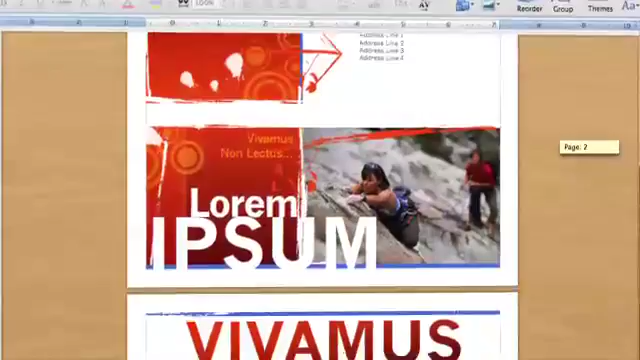 Reorder Group Themes
Address Line 1
Address Line 2
Address Line 3
Address Line 4
Vivamus
Non Lectus...
Page: 2
Lorem
IPSUM
VIVAMUS